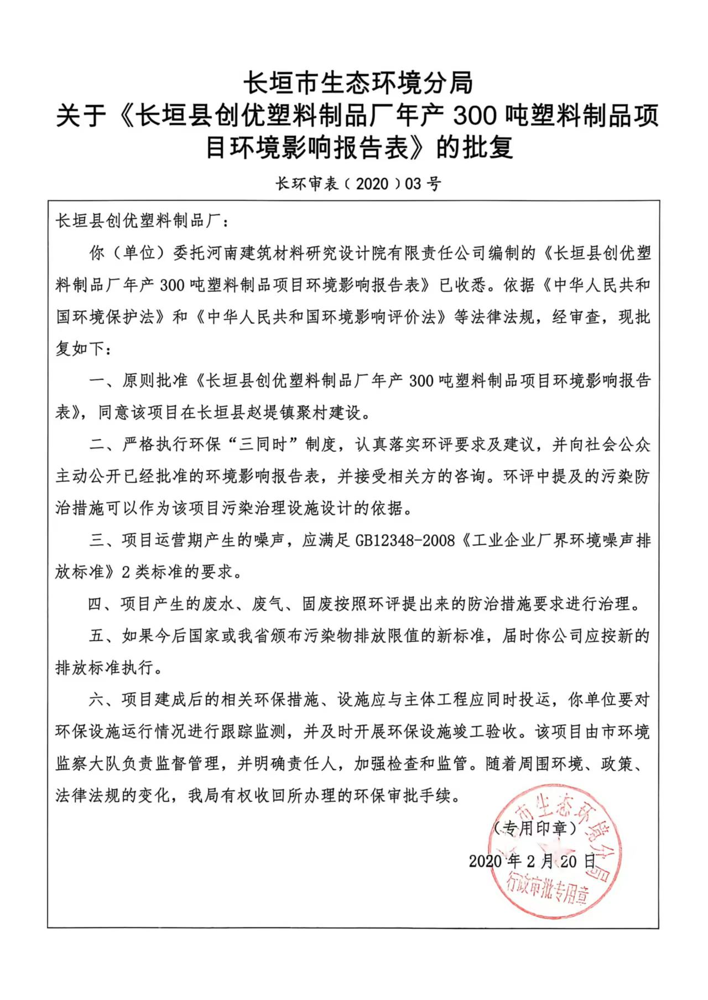 长垣市生态环境分局
关于《长垣县创优塑料制品厂年产 300 吨塑料制品项
目环境影响报告表》的批复
长环审表﹝2020﹞03 号
长垣县创优塑料制品厂：
你（单位）委托河南建筑材料研究设计院有限责任公司编制的《长垣县创优塑
料制品厂年产 300 吨塑料制品项目环境影响报告表》已收悉。依据《中华人民共和
国环境保护法》和《中华人民共和国环境影响评价法》等法律法规，经审查，现批
复如下：
一、原则批准《长垣县创优塑料制品厂年产 300 吨塑料制品项目环境影响报告
表》，同意该项目在长垣县赵堤镇聚村建设。
二、严格执行环保“三同时”制度，认真落实环评要求及建议，并向社会公众
主动公开已经批准的环境影响报告表，并接受相关方的咨询。环评中提及的污染防
治措施可以作为该项目污染治理设施设计的依据。
三、项目运营期产生的噪声，应满足 GB12348-2008《工业企业厂界环境噪声排
放标准》2 类标准的要求。
四、项目产生的废水、废气、固废按照环评提出来的防治措施要求进行治理。
五、如果今后国家或我省颁布污染物排放限值的新标准，届时你公司应按新的
排放标准执行。
六、项目建成后的相关环保措施、设施应与主体工程应同时投运，你单位要对
环保设施运行情况进行跟踪监测，并及时开展环保设施竣工验收。该项目由市环境
监察大队负责监督管理，并明确责任人，加强检查和监管。随着周围环境、政策、
法律法规的变化，我局有权收回所办理的环保审批手续。
（专用印章）
2020 年 2 月 20 日
长垣市生态环境分局
行政审批专用章